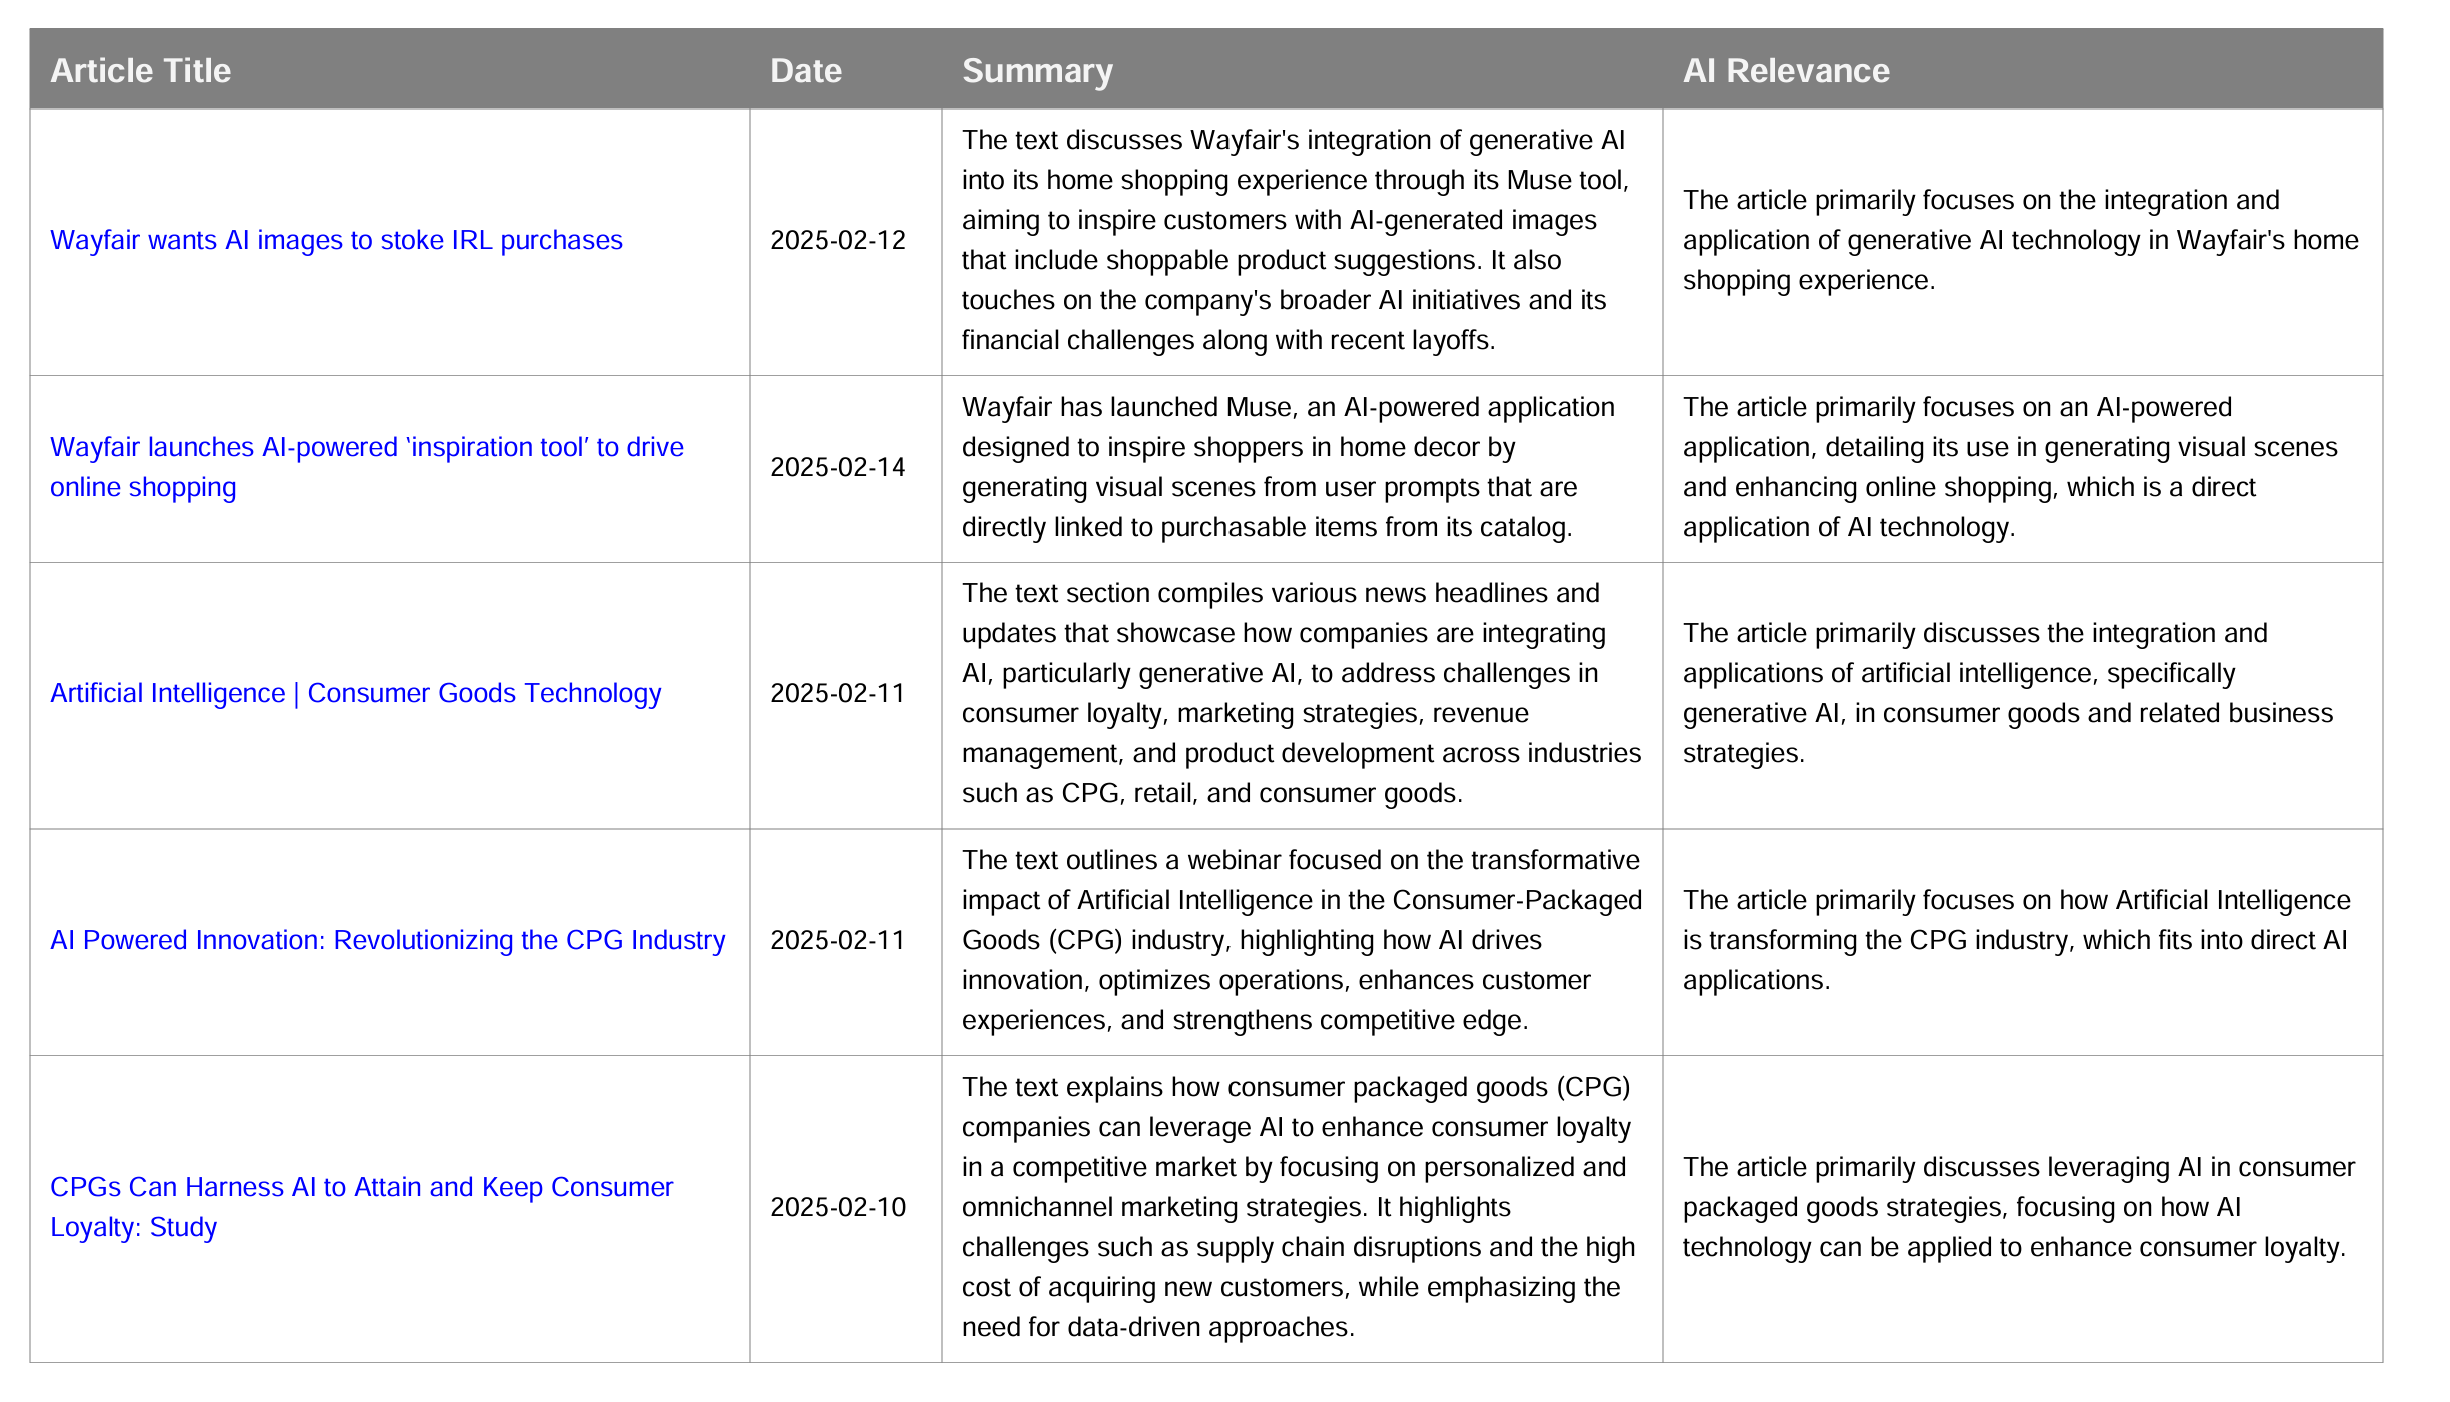 Article Title
Date
Summary
AI Relevance
Wayfair wants AI images to stoke IRL purchases
2025-02-12
The text discusses Wayfair's integration of generative AI
into its home shopping experience through its Muse tool,
aiming to inspire customers with AI-generated images
that include shoppable product suggestions. It also
touches on the company's broader AI initiatives and its
financial challenges along with recent layoffs.
The article primarily focuses on the integration and
application of generative AI technology in Wayfair's home
shopping experience.
Wayfair launches AI-powered ‘inspiration tool’ to drive
online shopping
2025-02-14
Wayfair has launched Muse, an AI-powered application
designed to inspire shoppers in home decor by
generating visual scenes from user prompts that are
directly linked to purchasable items from its catalog.
The article primarily focuses on an AI-powered
application, detailing its use in generating visual scenes
and enhancing online shopping, which is a direct
application of AI technology.
Artificial Intelligence | Consumer Goods Technology
2025-02-11
The text section compiles various news headlines and
updates that showcase how companies are integrating
AI, particularly generative AI, to address challenges in
consumer loyalty, marketing strategies, revenue
management, and product development across industries
such as CPG, retail, and consumer goods.
The article primarily discusses the integration and
applications of artificial intelligence, specifically
generative AI, in consumer goods and related business
strategies.
AI Powered Innovation: Revolutionizing the CPG Industry
2025-02-11
The text outlines a webinar focused on the transformative
impact of Artificial Intelligence in the Consumer-Packaged
Goods (CPG) industry, highlighting how AI drives
innovation, optimizes operations, enhances customer
experiences, and strengthens competitive edge.
The article primarily focuses on how Artificial Intelligence
is transforming the CPG industry, which fits into direct AI
applications.
CPGs Can Harness AI to Attain and Keep Consumer
Loyalty: Study
2025-02-10
The text explains how consumer packaged goods (CPG)
companies can leverage AI to enhance consumer loyalty
in a competitive market by focusing on personalized and
omnichannel marketing strategies. It highlights
challenges such as supply chain disruptions and the high
cost of acquiring new customers, while emphasizing the
need for data-driven approaches.
The article primarily discusses leveraging AI in consumer
packaged goods strategies, focusing on how AI
technology can be applied to enhance consumer loyalty.